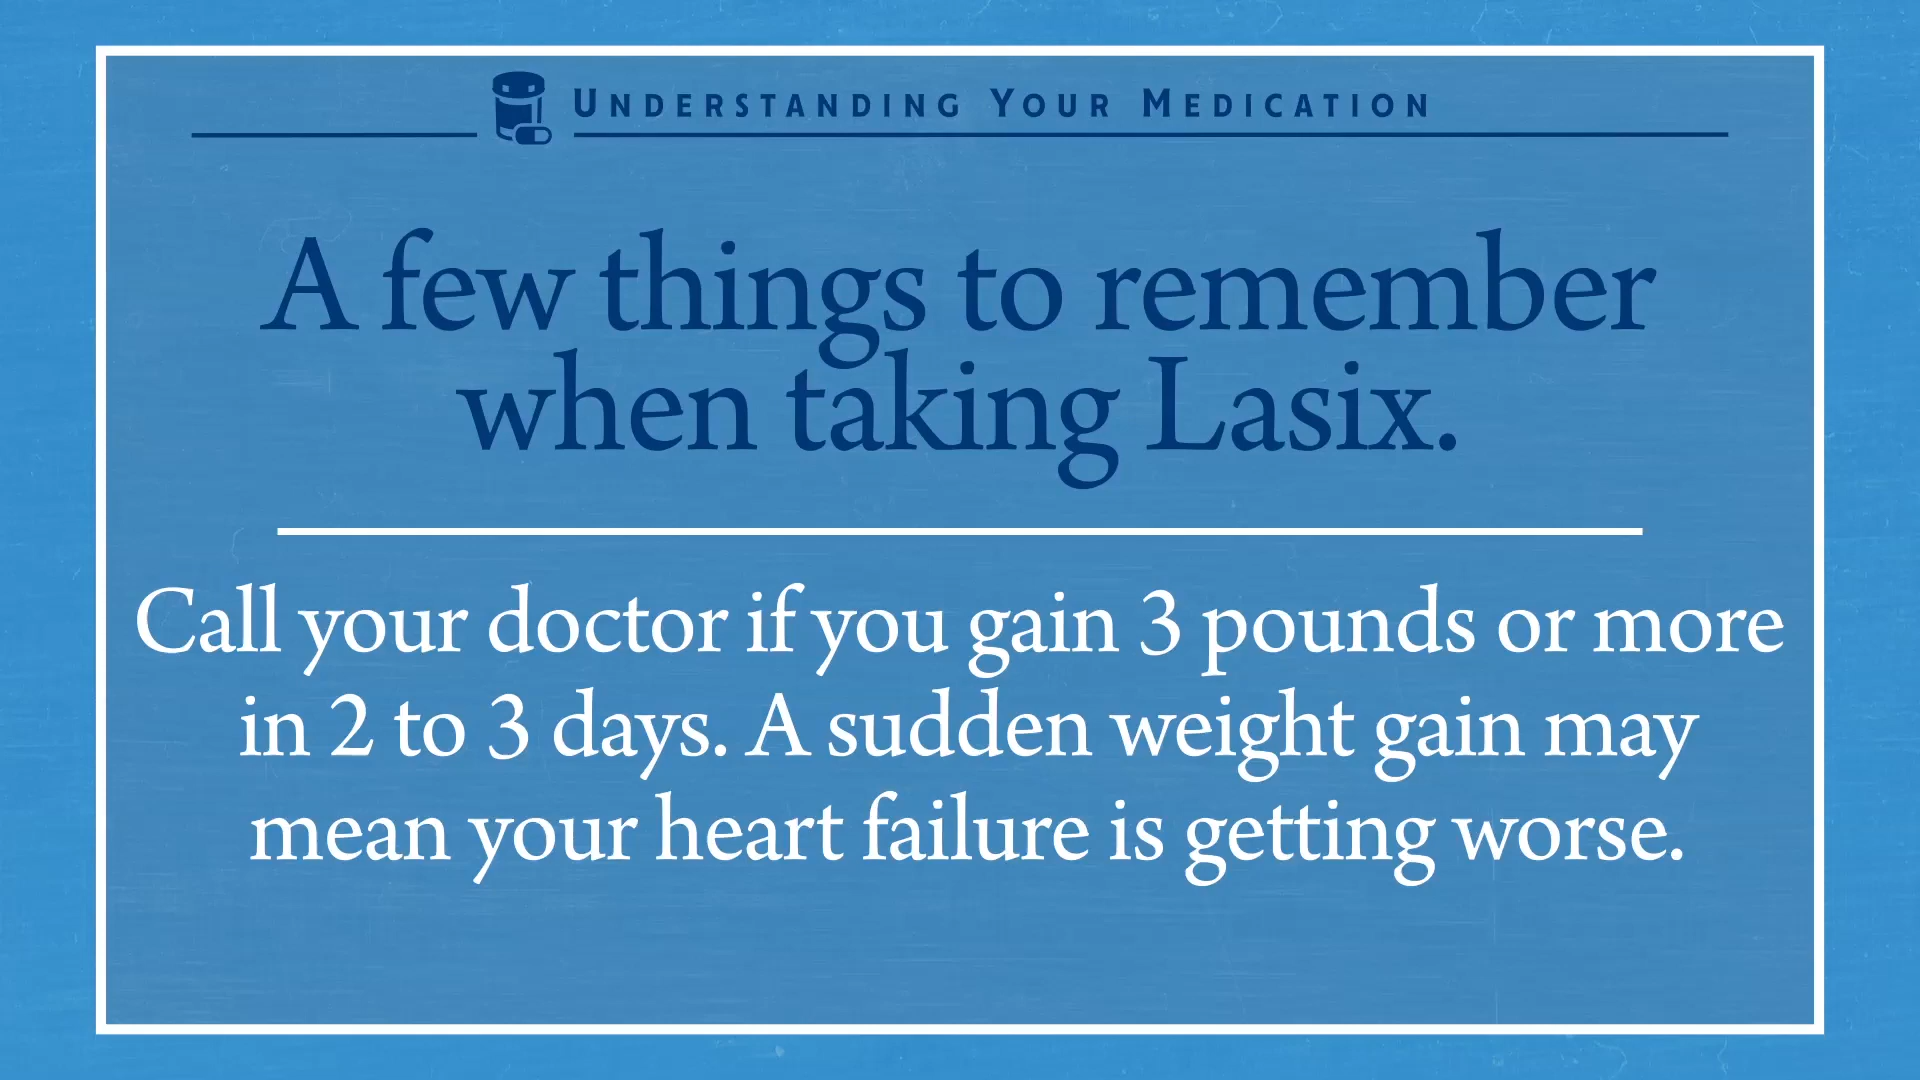 Understanding Your Medication
A few things to remember
when taking Lasix.
Call your doctor if you gain 3 pounds or more
in 2 to 3 days. A sudden weight gain may
mean your heart failure is getting worse.